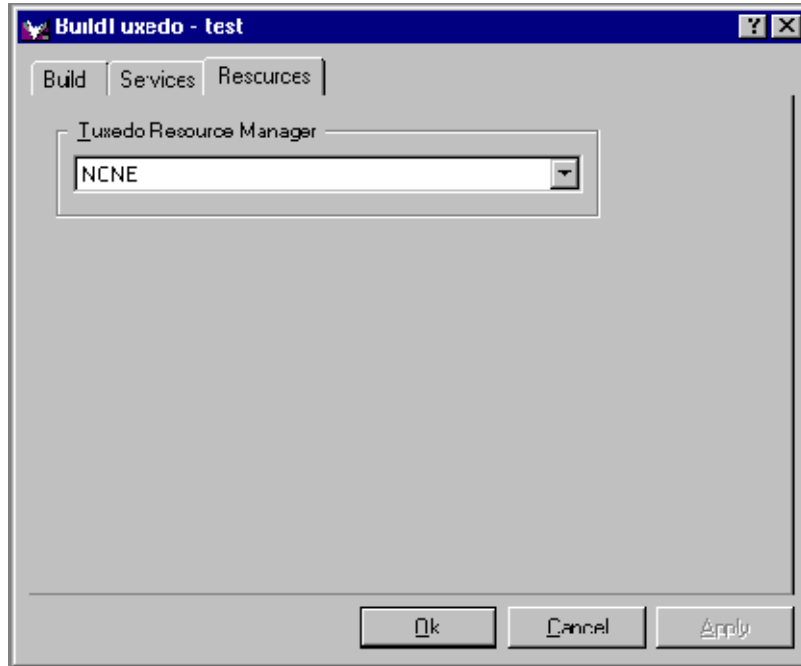 BuildTuxedo - test
Build
Services
Resources
Tuxedo Resource Manager
NONE
Ok
Cancel
Apply